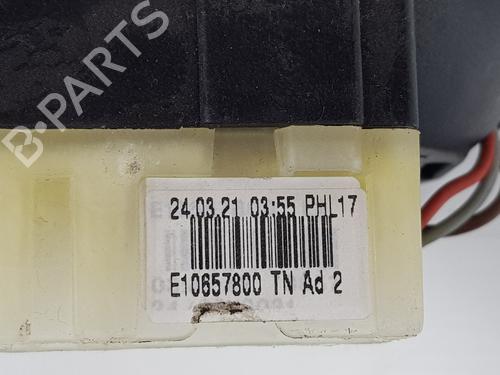 24.03.21 03:55 PHL17
E10657800 TN Ad 2
B-PARTS